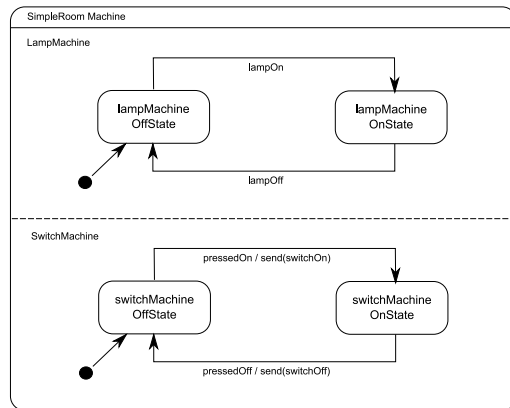 SimpleRoom Machine
LampMachine
lampOn
lampMachine
OffState
lampMachine
OnState
lampOff
SwitchMachine
pressedOn / send(switchOn)
switchMachine
OffState
switchMachine
OnState
pressedOff / send(switchOff)